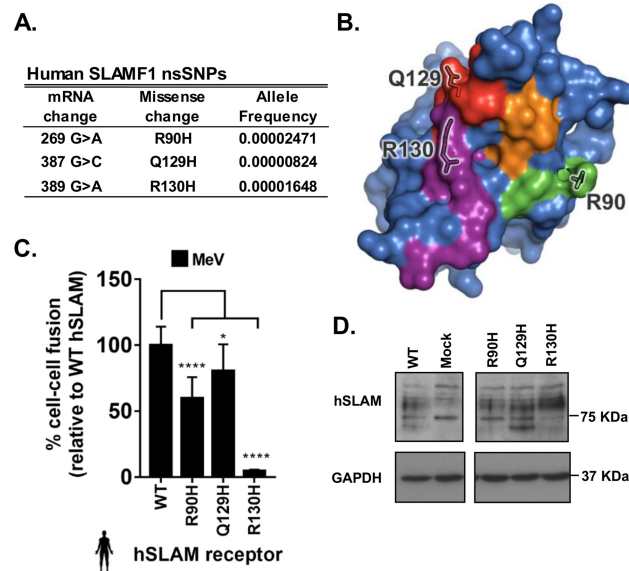 A.
Human SLAMF1 nsSNPs
mRNA change Missense change Allele Frequency
269 G>A R90H 0.00002471
387 G>C Q129H 0.00000824
389 G>A R130H 0.00001648
B.
Q129
R130
R90
C.
MeV
% cell-cell fusion
(relative to WT hSLAM)
150
100
50
0
****
*
****
WT
R90H
Q129H
R130H
hSLAM receptor
D.
WT
Mock
R90H
Q129H
R130H
hSLAM
75 KDa
GAPDH
37 KDa